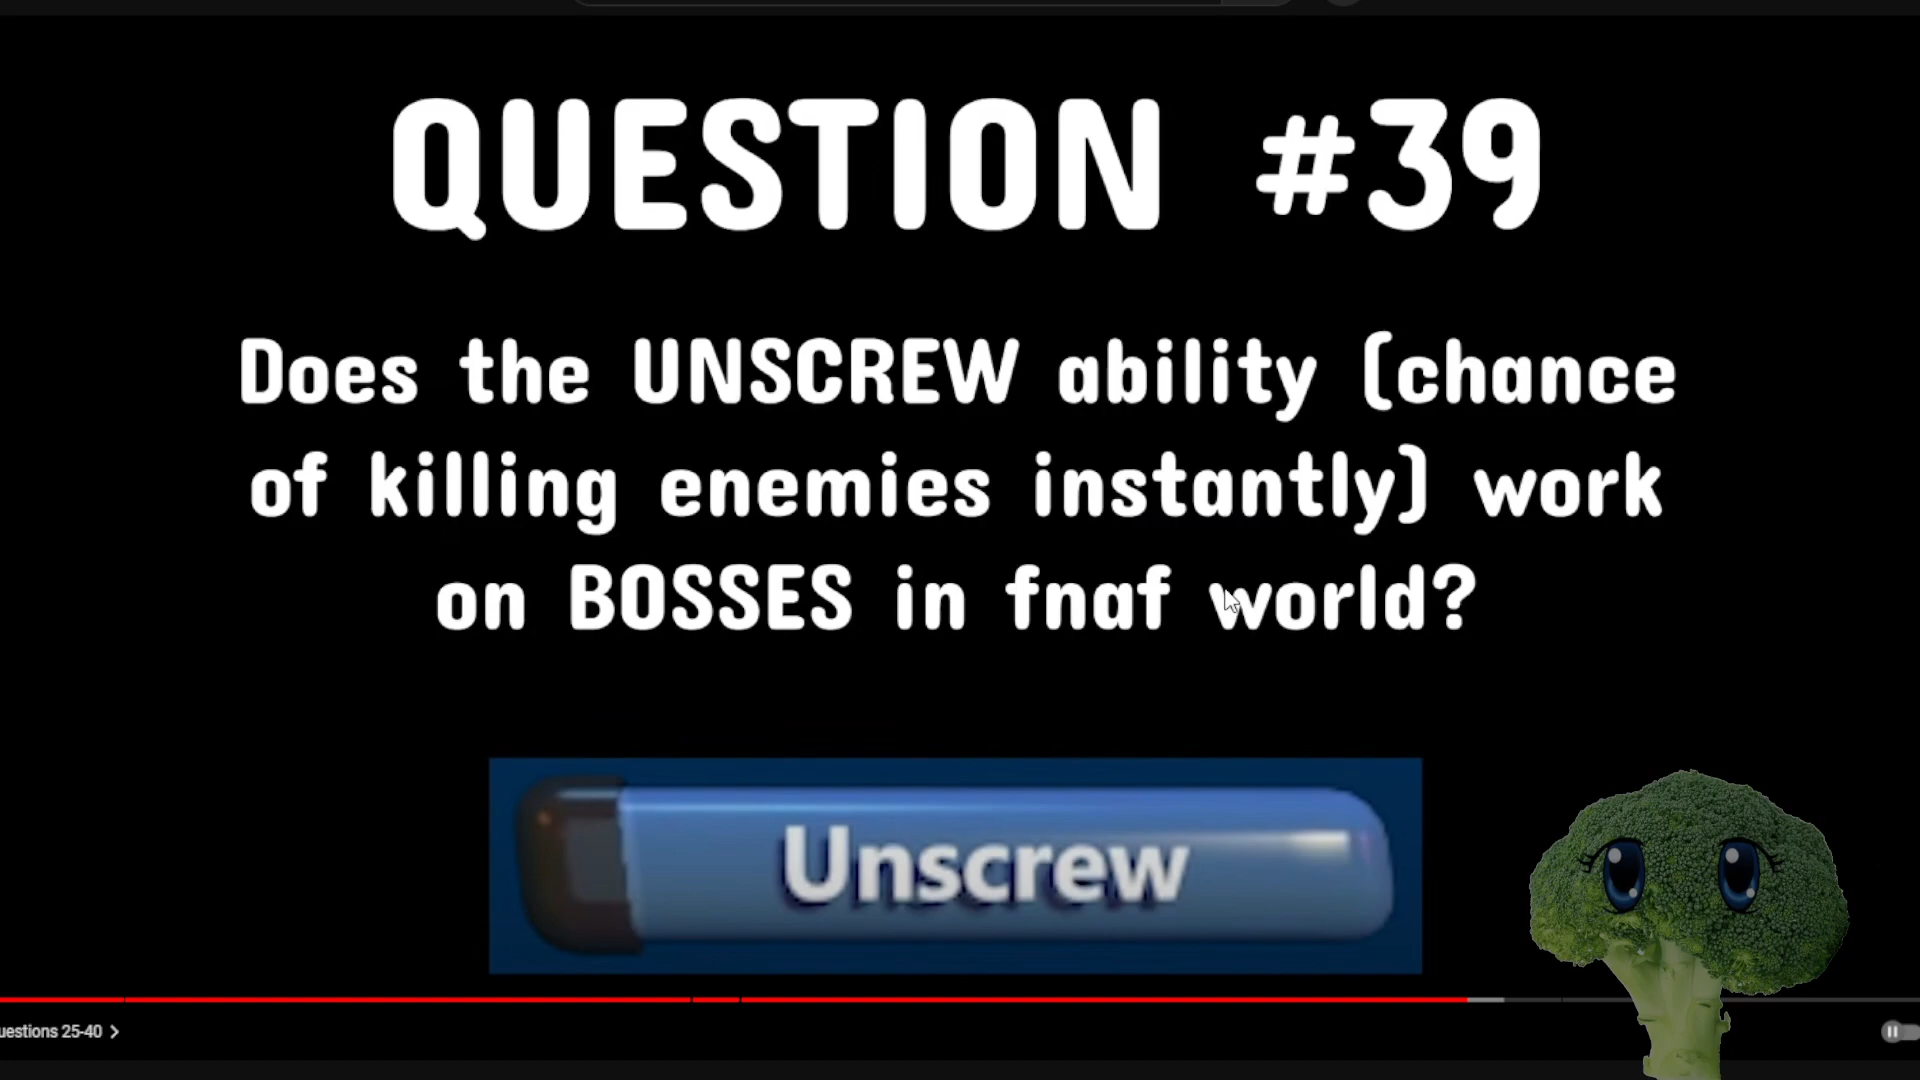 QUESTION #39
Does the UNSCREW ability (chance
of killing enemies instantly) work
on BOSSES in fnaf world?
Unscrew
uestions 25-40